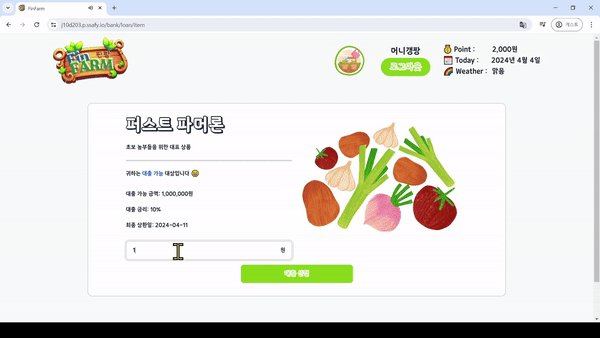 FinFarm
j10d203.p.ssafy.io/bank/loan/item
게스트
Fin
FARM
머니갱팡
로그아웃
Point : 2,000원
Today : 2024년 4월 4일
Weather : 맑음
퍼스트 파머론
초보 농부들을 위한 대표 상품
귀하는 대출 가능 대상입니다 😄
대출 가능 금액: 1,000,000원
대출 금리: 10%
최종 상환일: 2024-04-11
1 원
대출 신청